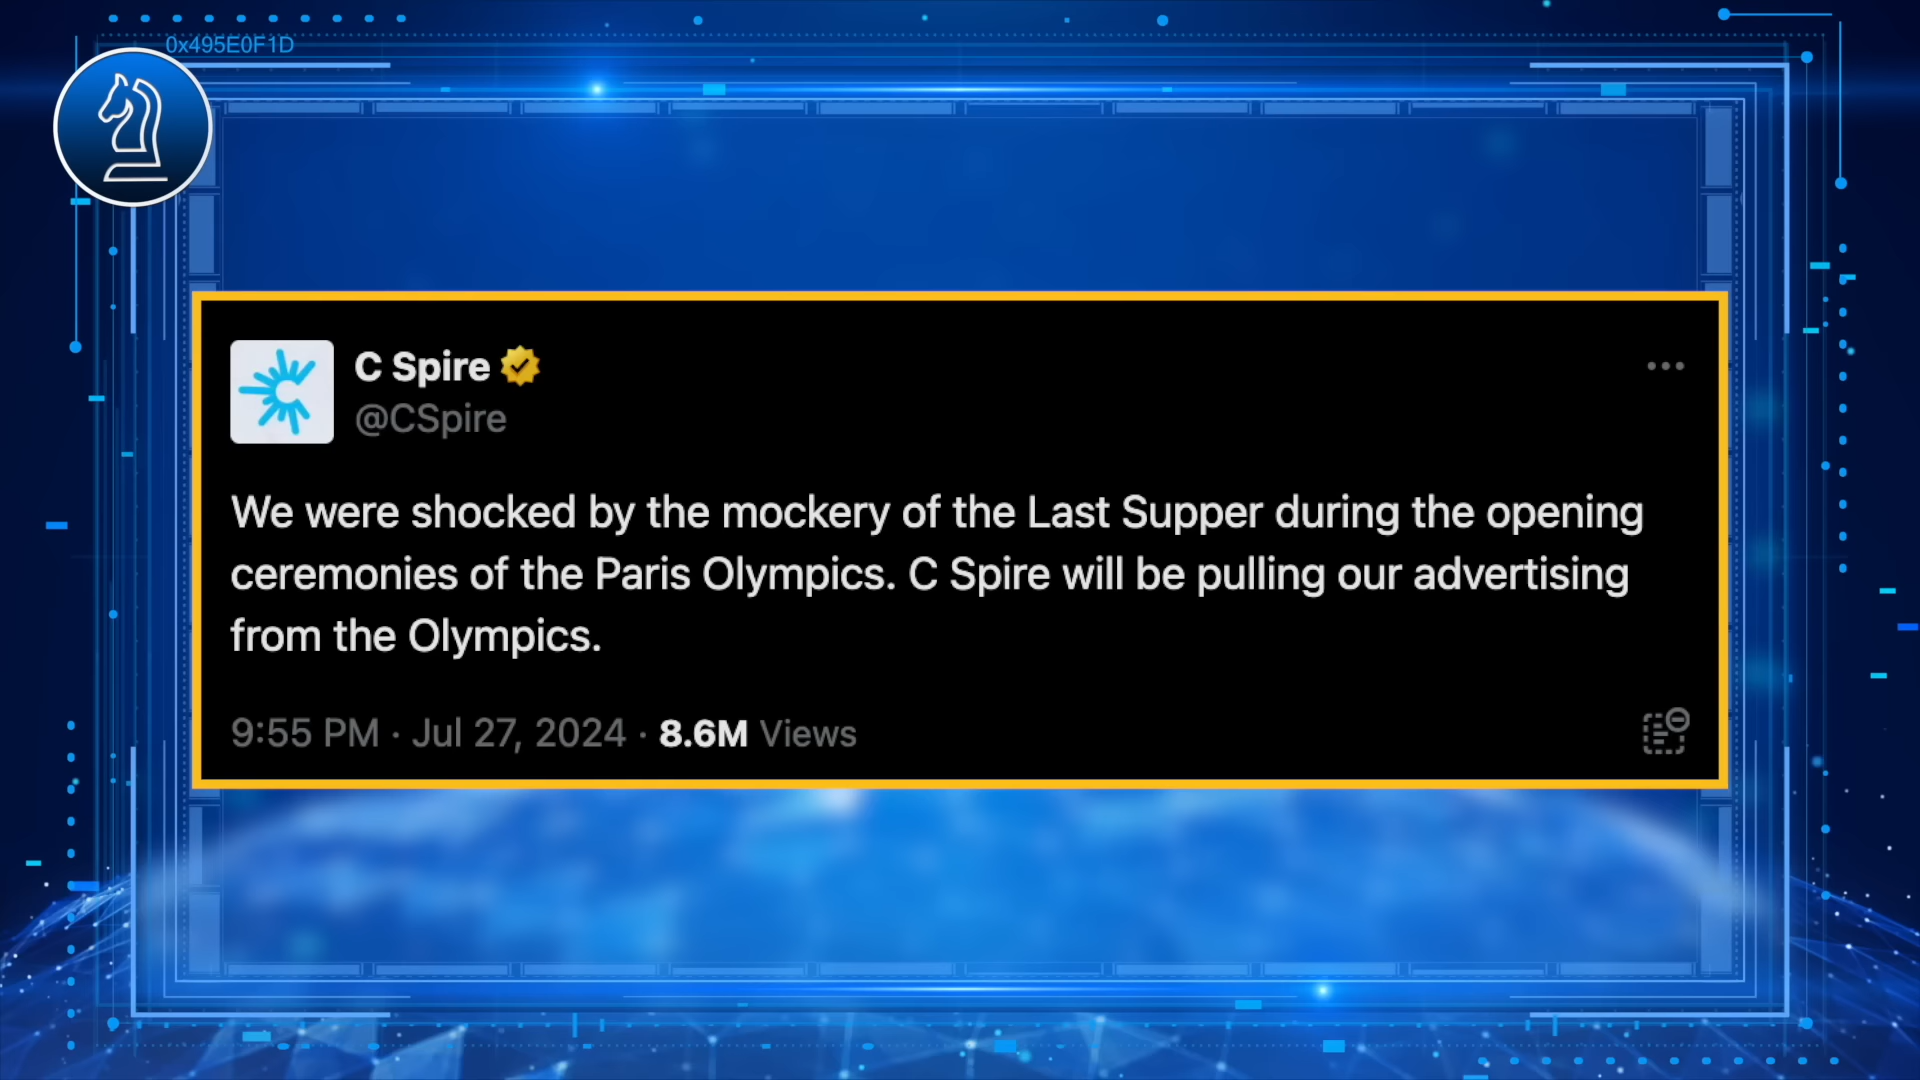 0x495E0F1D
C Spire
@CSpire
We were shocked by the mockery of the Last Supper during the opening
ceremonies of the Paris Olympics. C Spire will be pulling our advertising
from the Olympics.
9:55 PM · Jul 27, 2024 · 8.6M Views